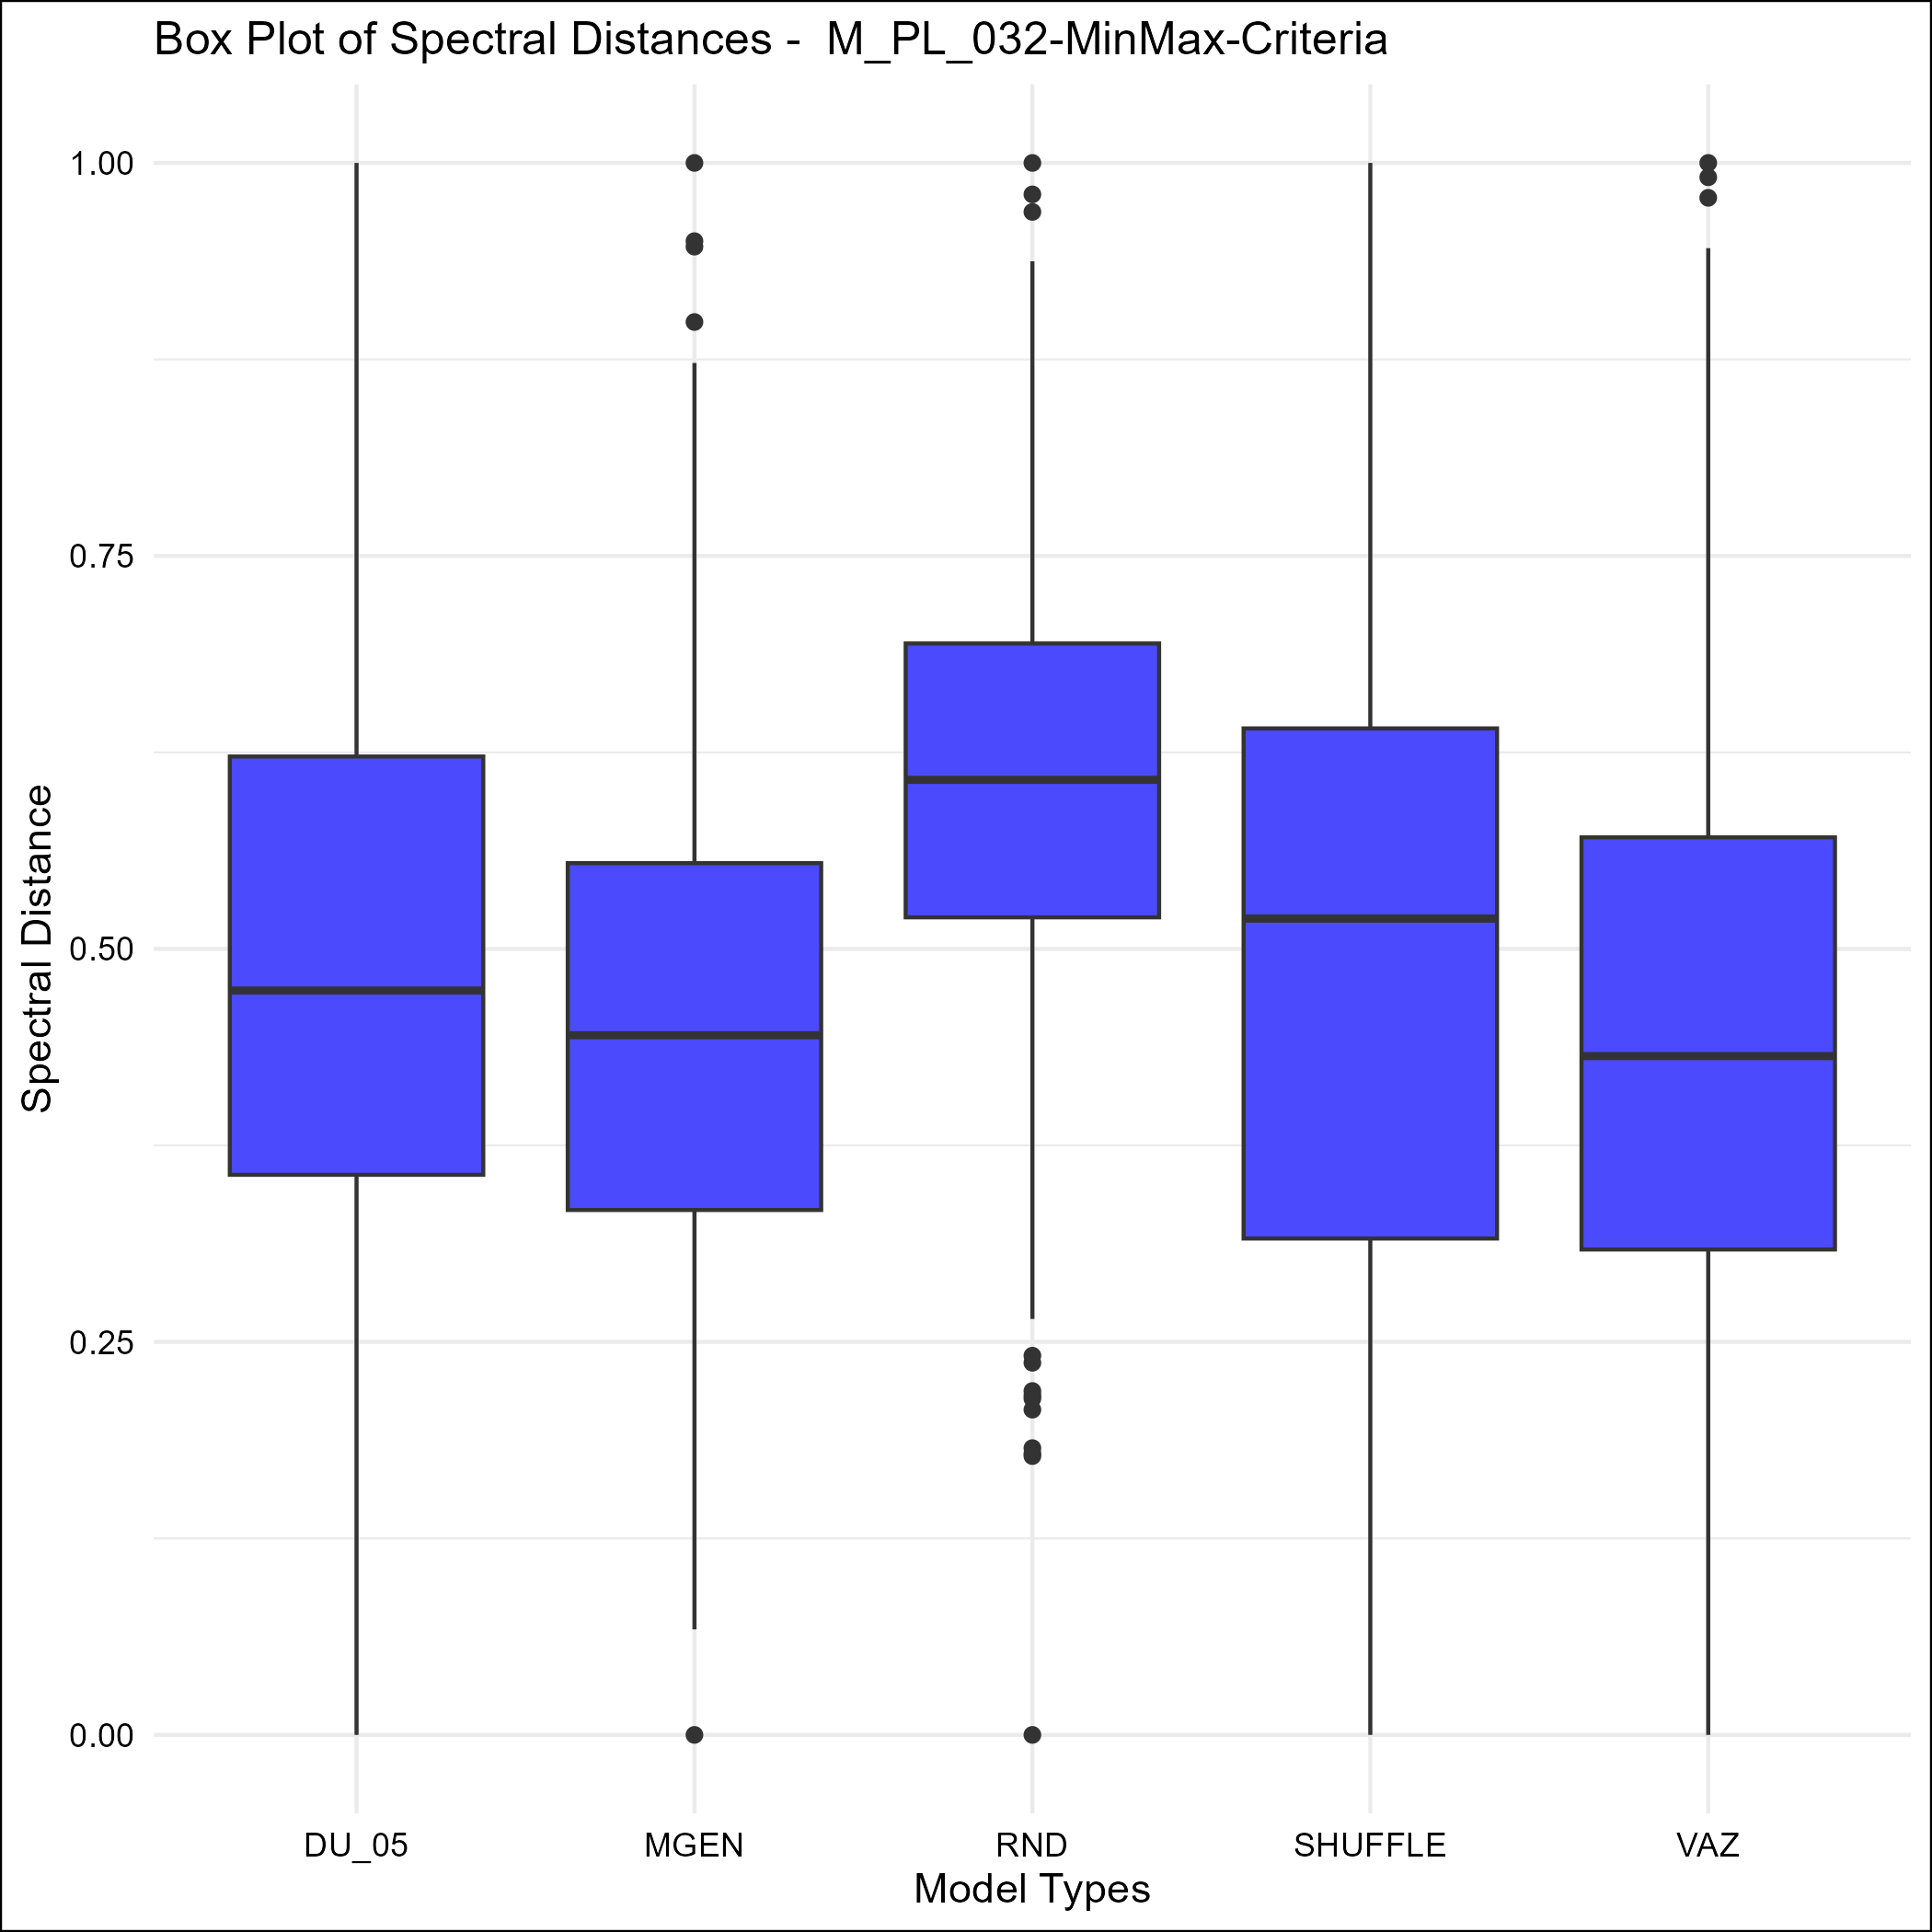 Box Plot of Spectral Distances -  M_PL_032-MinMax-Criteria
1.00
0.75
0.50
0.25
0.00
Spectral Distance
DU_05 MGEN RND SHUFFLE VAZ
Model Types